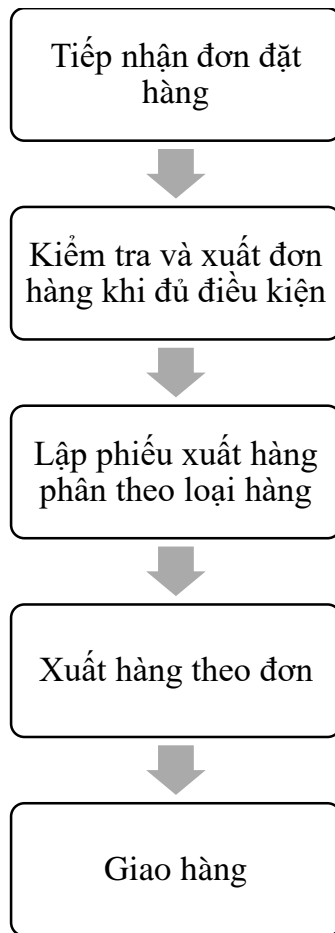 Tiếp nhận đơn đặt
hàng
Kiểm tra và xuất đơn
hàng khi đủ điều kiện
Lập phiếu xuất hàng
phân theo loại hàng
Xuất hàng theo đơn
Giao hàng